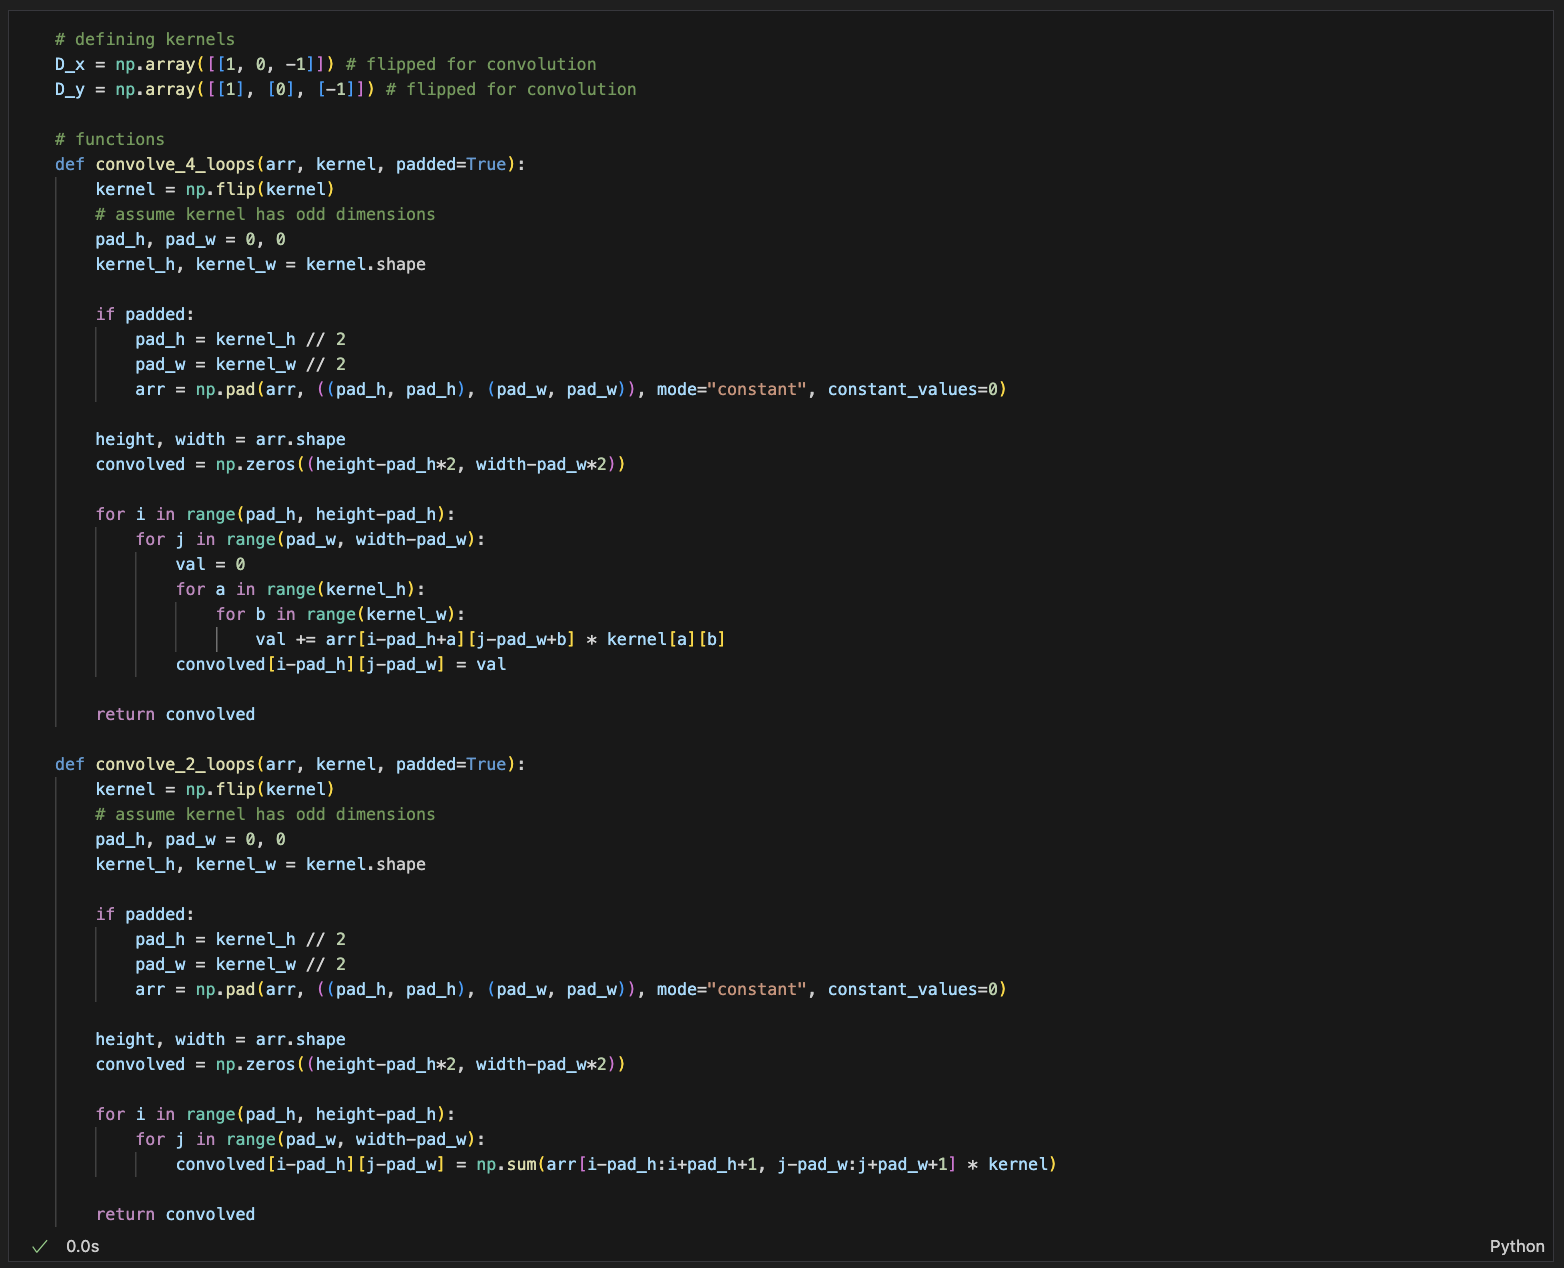 # defining kernels
D_x = np.array([[1, 0, -1]]) # flipped for convolution
D_y = np.array([[1], [0], [-1]]) # flipped for convolution

# functions
def convolve_4_loops(arr, kernel, padded=True):
    kernel = np.flip(kernel)
    # assume kernel has odd dimensions
    pad_h, pad_w = 0, 0
    kernel_h, kernel_w = kernel.shape

    if padded:
        pad_h = kernel_h // 2
        pad_w = kernel_w // 2
        arr = np.pad(arr, ((pad_h, pad_h), (pad_w, pad_w)), mode="constant", constant_values=0)

    height, width = arr.shape
    convolved = np.zeros((height-pad_h*2, width-pad_w*2))

    for i in range(pad_h, height-pad_h):
        for j in range(pad_w, width-pad_w):
            val = 0
            for a in range(kernel_h):
                for b in range(kernel_w):
                    val += arr[i-pad_h+a][j-pad_w+b] * kernel[a][b]
            convolved[i-pad_h][j-pad_w] = val

    return convolved

def convolve_2_loops(arr, kernel, padded=True):
    kernel = np.flip(kernel)
    # assume kernel has odd dimensions
    pad_h, pad_w = 0, 0
    kernel_h, kernel_w = kernel.shape

    if padded:
        pad_h = kernel_h // 2
        pad_w = kernel_w // 2
        arr = np.pad(arr, ((pad_h, pad_h), (pad_w, pad_w)), mode="constant", constant_values=0)

    height, width = arr.shape
    convolved = np.zeros((height-pad_h*2, width-pad_w*2))

    for i in range(pad_h, height-pad_h):
        for j in range(pad_w, width-pad_w):
            convolved[i-pad_h][j-pad_w] = np.sum(arr[i-pad_h:i+pad_h+1, j-pad_w:j+pad_w+1] * kernel)

    return convolved
✓ 0.0s
Python